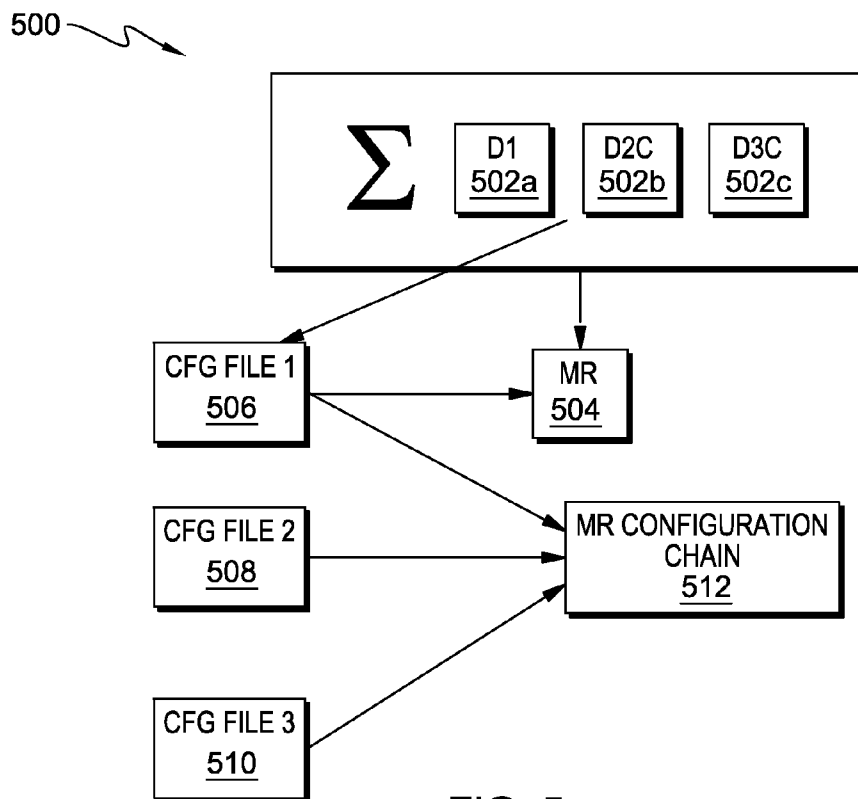 500
Σ
D1
502a
D2C
502b
D3C
502c
CFG FILE 1
506
MR
504
CFG FILE 2
508
MR CONFIGURATION
CHAIN
512
CFG FILE 3
510